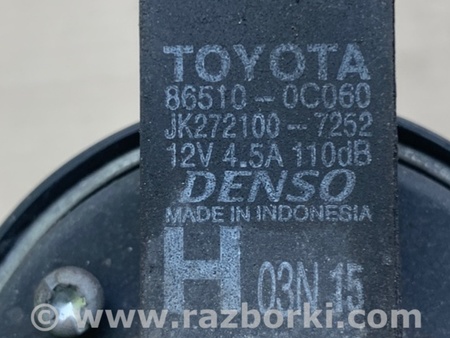 TOYOTA
86510-0C060
JK272100-7252
12V 4.5A 110dB
DENSO
MADE IN INDONESIA
H 03N 15
www.razborki.com